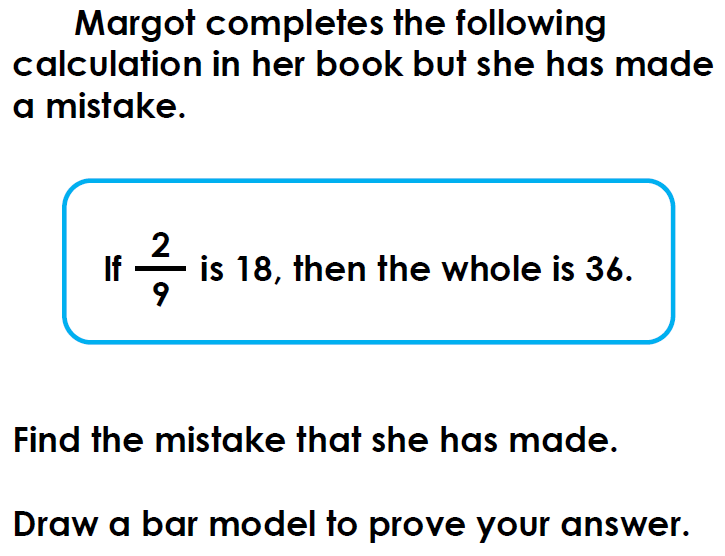 Margot completes the following
calculation in her book but she has made
a mistake.
If 2/9 is 18, then the whole is 36.
Find the mistake that she has made.
Draw a bar model to prove your answer.